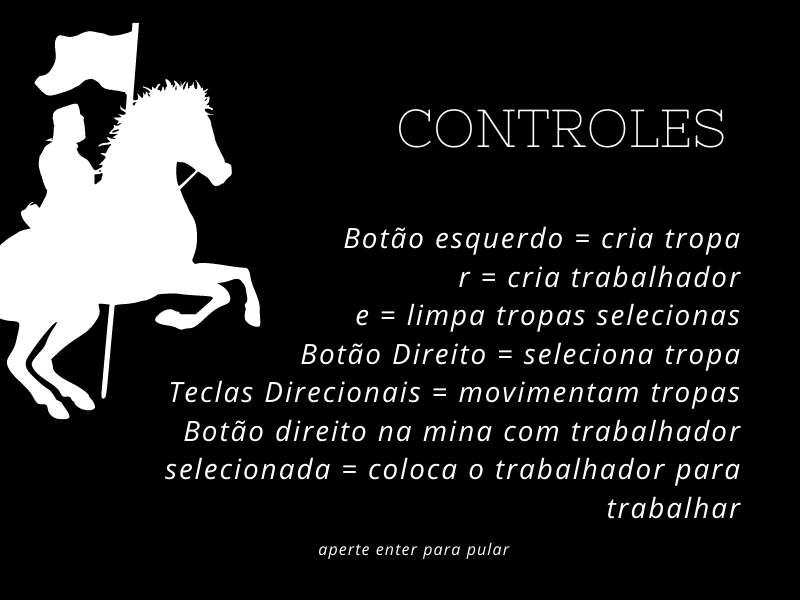 CONTROLES
Botão esquerdo = cria tropa
r = cria trabalhador
e = limpa tropas selecionas
Botão Direito = seleciona tropa
Teclas Direcionais = movimentam tropas
Botão direito na mina com trabalhador
selecionada = coloca o trabalhador para
trabalhar
aperte enter para pular